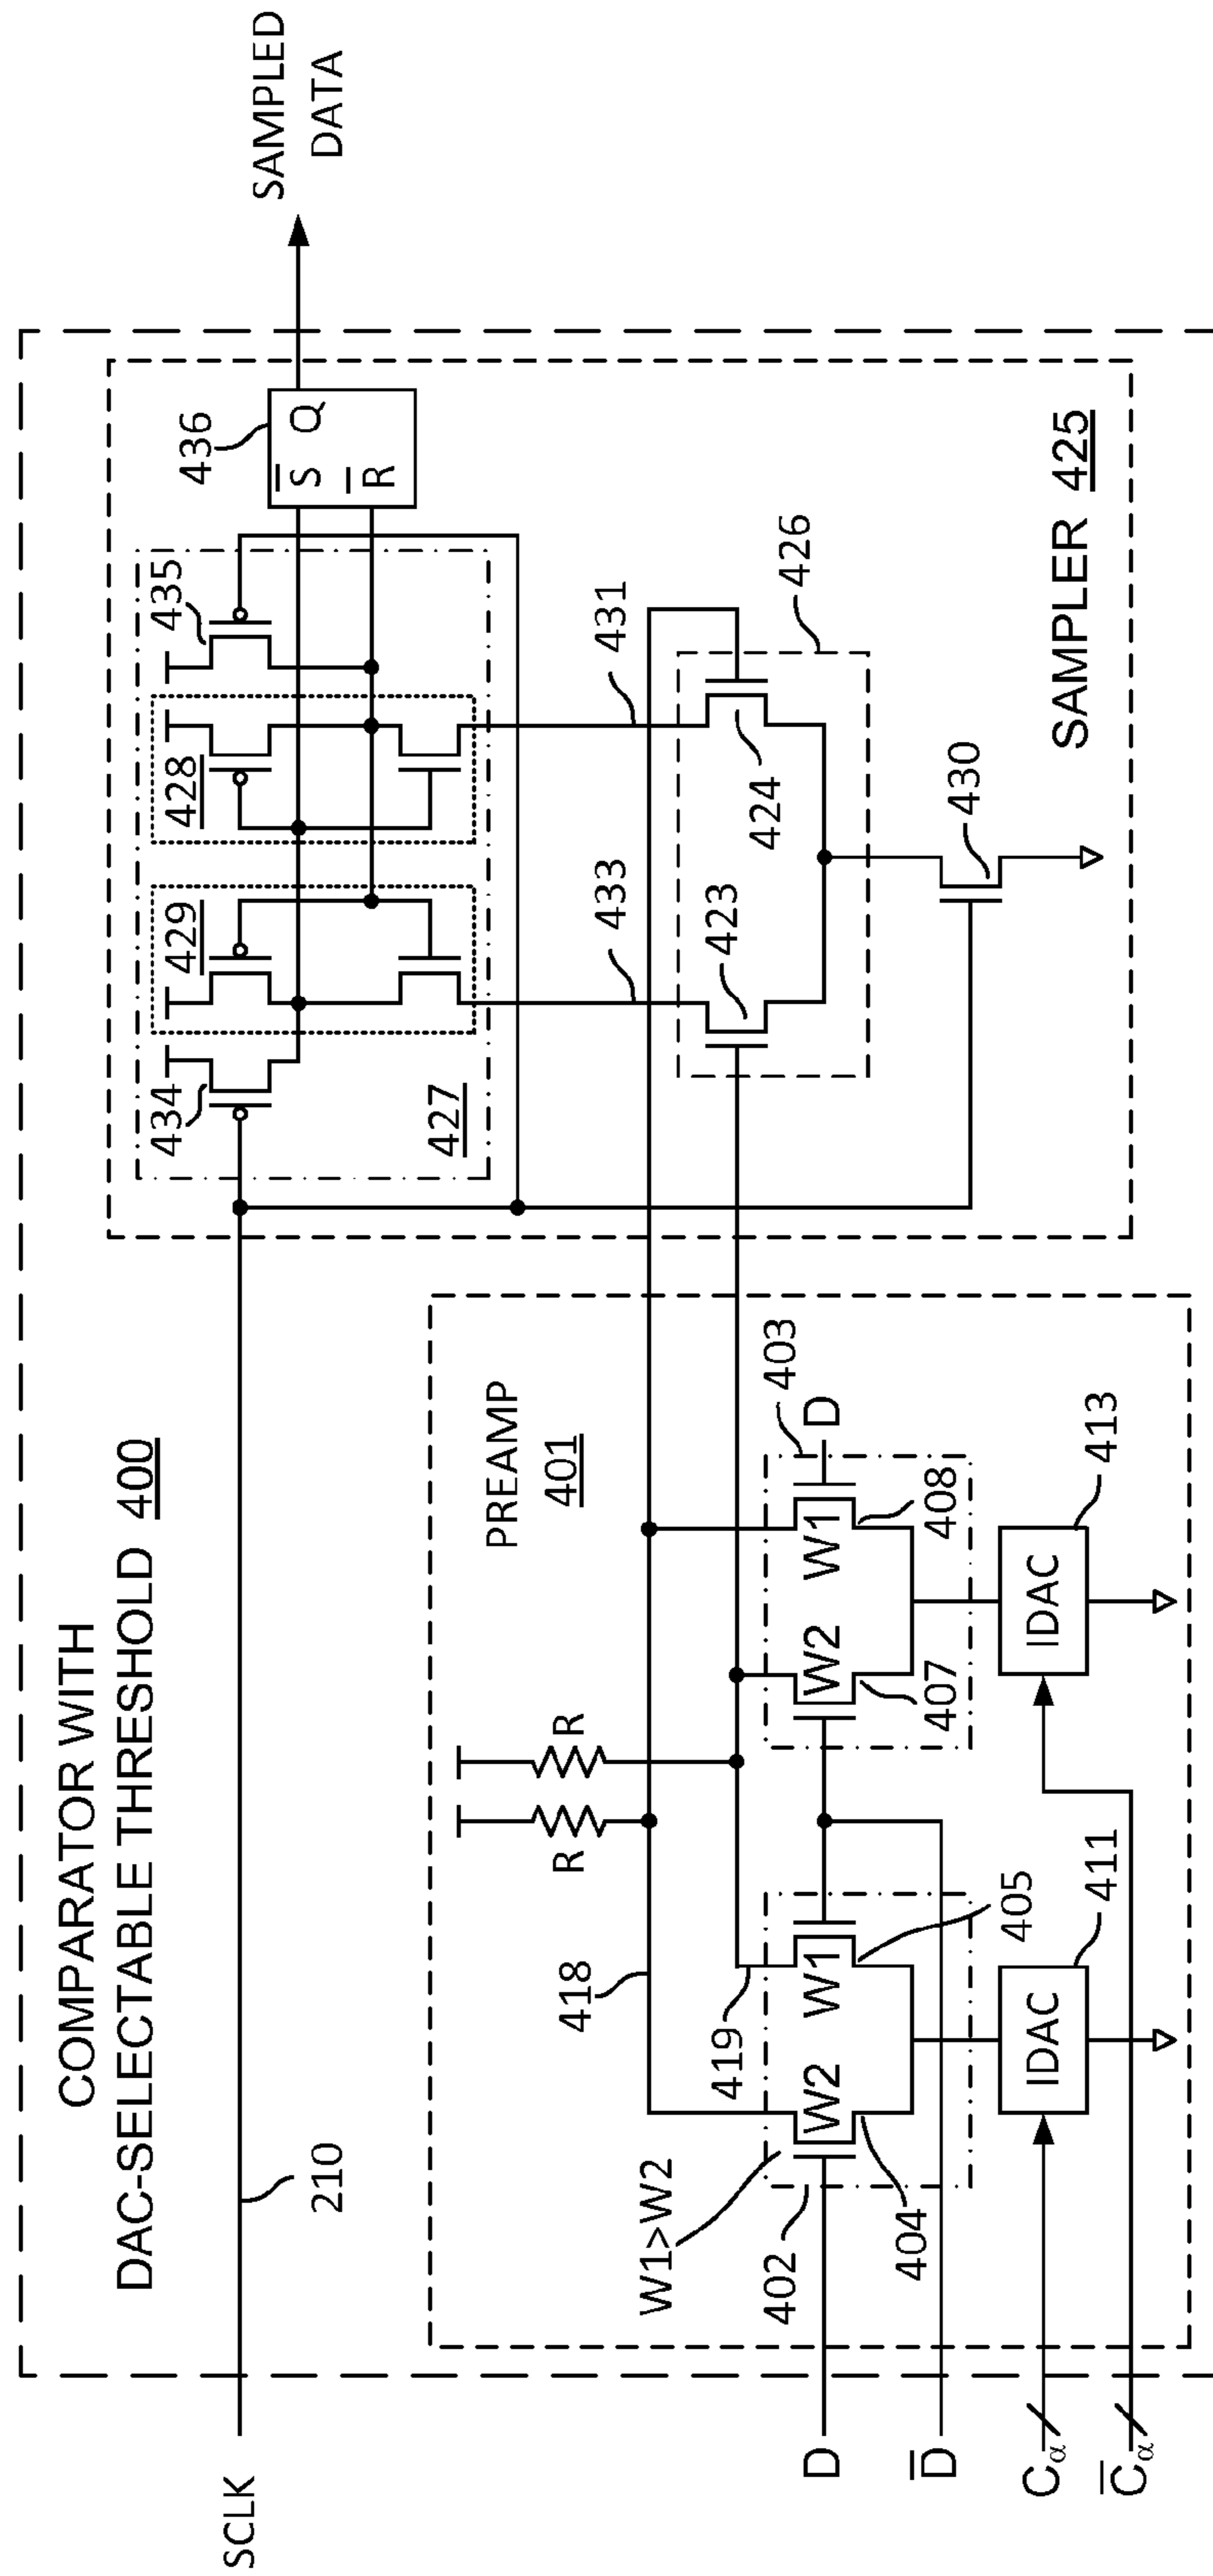 COMPARATOR WITH
DAC-SELECTABLE THRESHOLD 400
SCLK
210
434
429
428
435
427
436
S̅ Q
R̅
SAMPLED
DATA
433
431
423
424
426
430
SAMPLER 425
PREAMP
401
R
R
418
419
W1>W2
402
W2
W1
404
405
W2
W1
407
408
403
D
IDAC
411
IDAC
413
D
D̅
Cα
C̅α